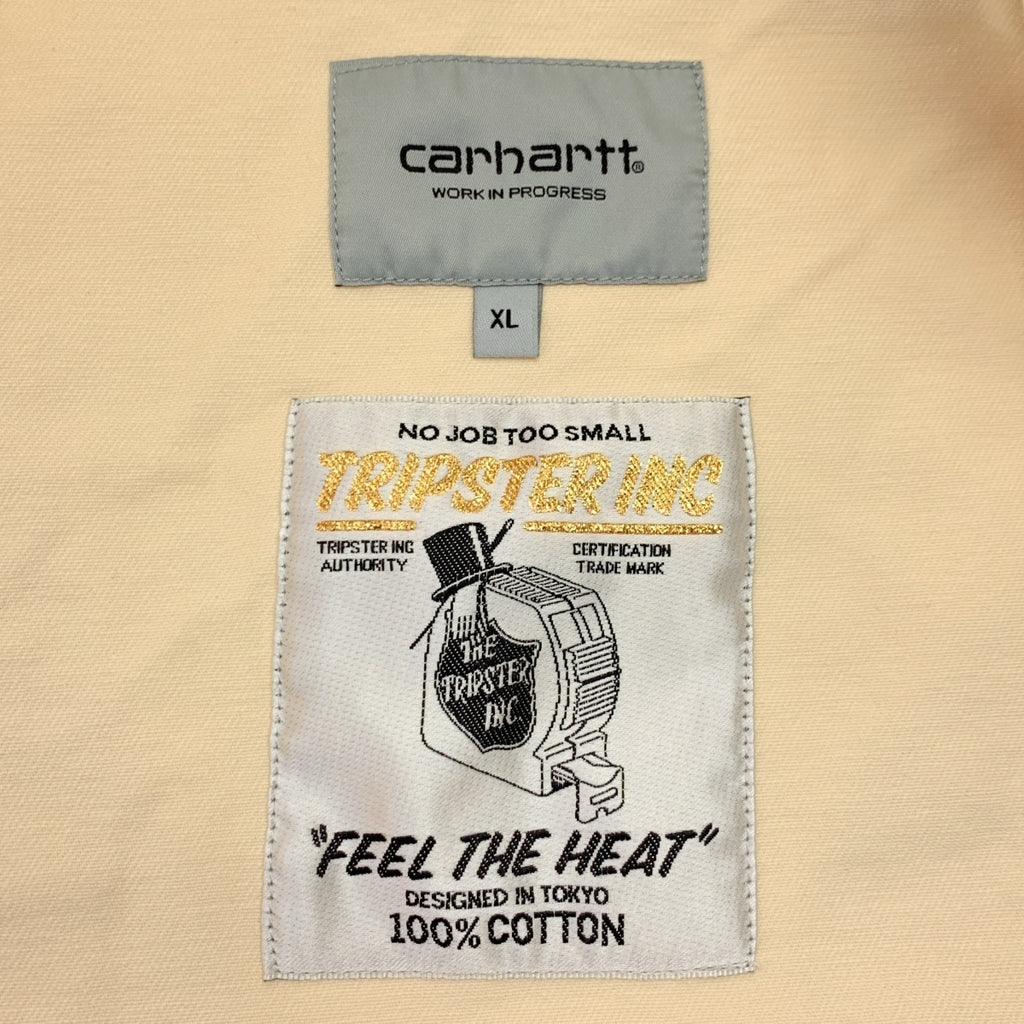 carhartt®
WORK IN PROGRESS
XL
NO JOB TOO SMALL
TRIPSTER INC
TRIPSTER INC
AUTHORITY
CERTIFICATION
TRADE MARK
THE
TRIPSTER
INC
"FEEL THE HEAT"
DESIGNED IN TOKYO
100% COTTON